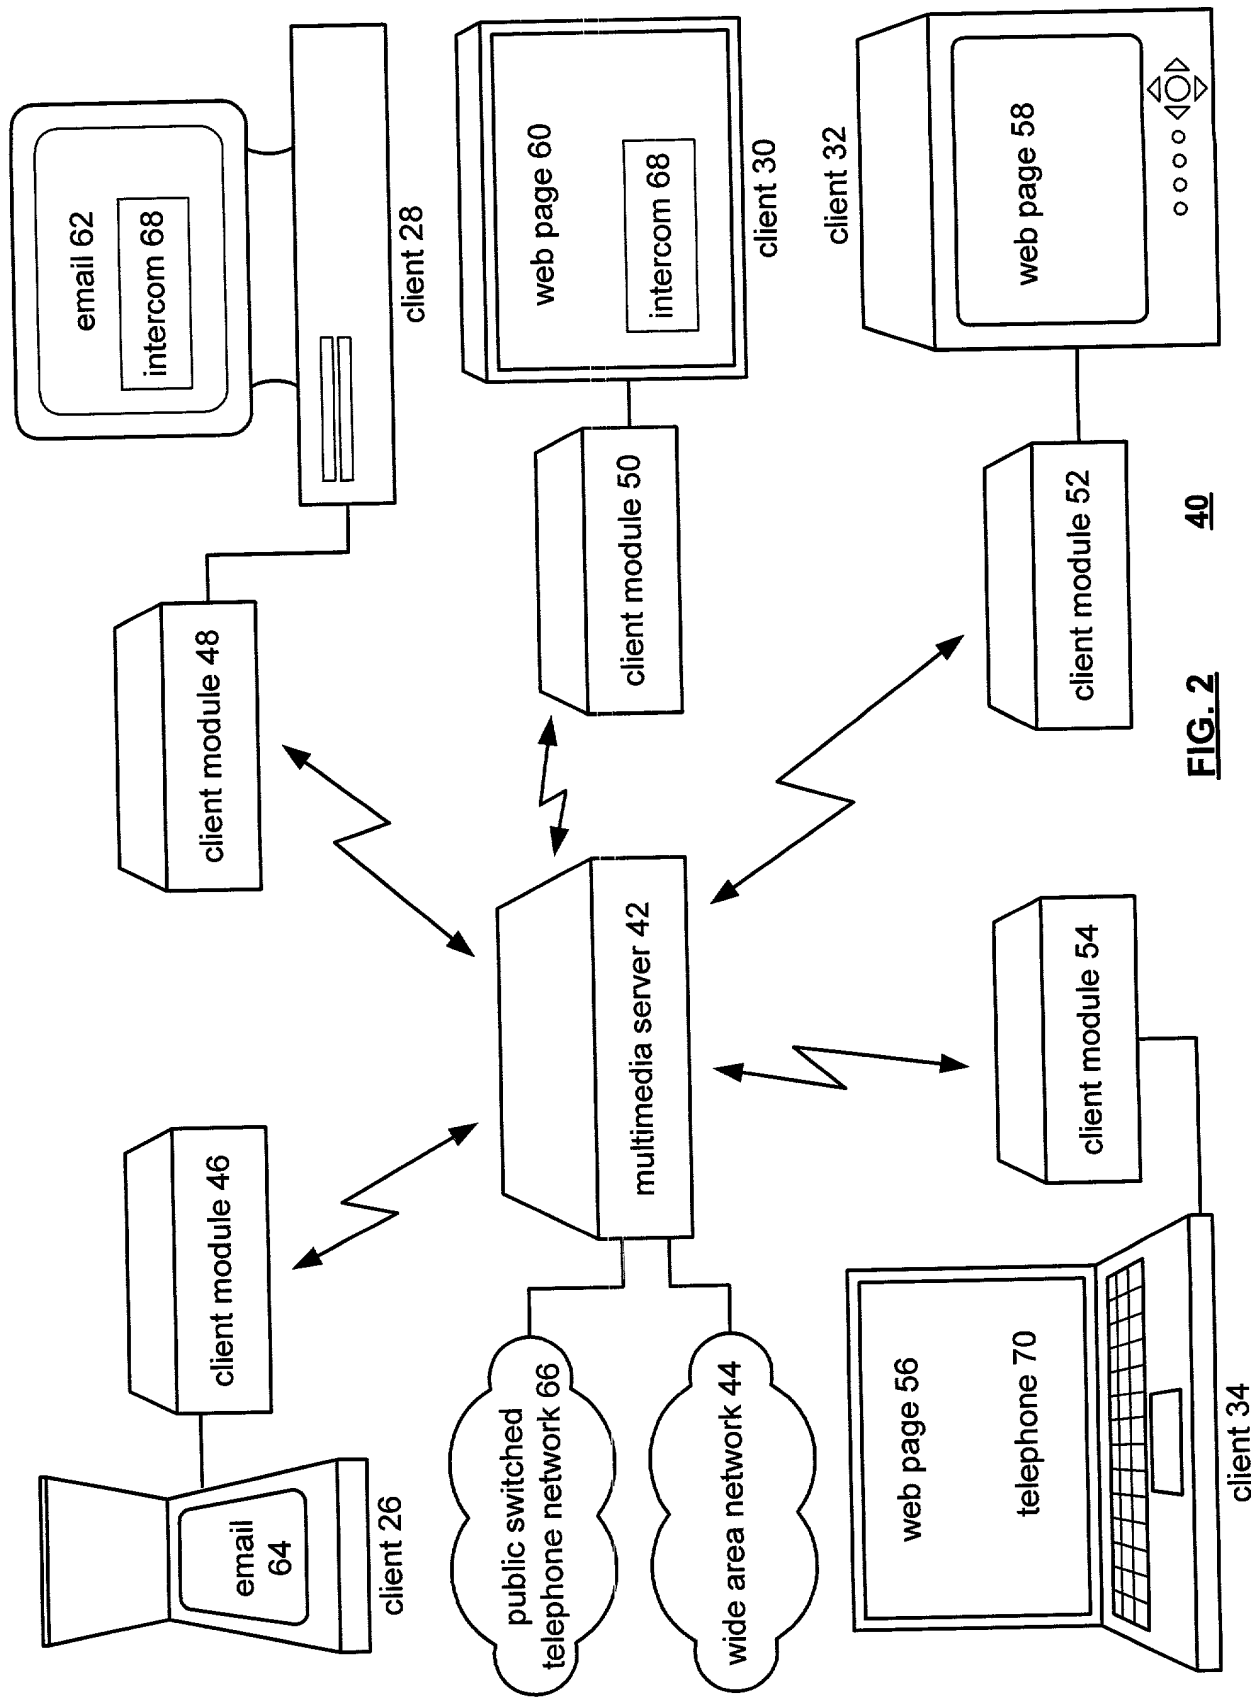 email
64
client 26
client module 46
client module 48
email 62
intercom 68
client 28
public switched
telephone network 66
wide area network 44
multimedia server 42
client module 50
web page 60
intercom 68
client 30
web page 56
telephone 70
client 34
client module 54
client module 52
client 32
web page 58
FIG. 2
40